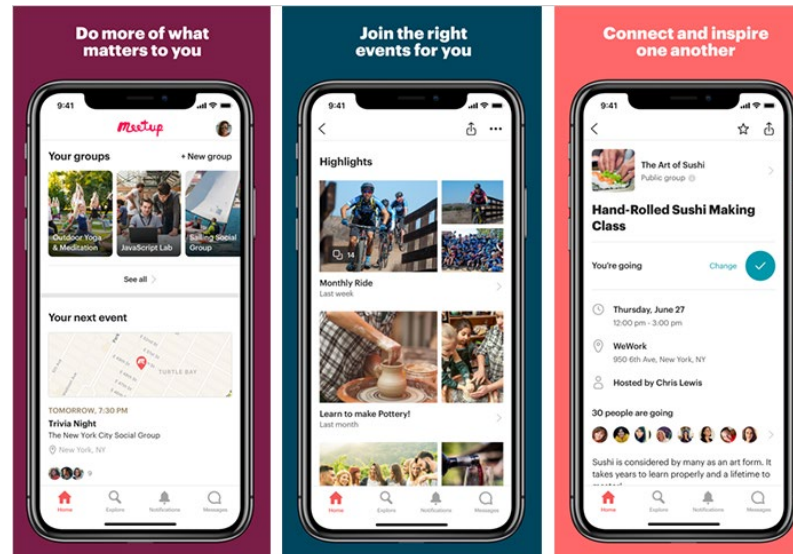 Do more of what
matters to you
9:41
meetup
Your groups
+ New group
Outdoor Yoga
& Meditation
JavaScript Lab
Sailing Social
Group
See all
Your next event
TURTLE BAY
TOMORROW, 7:30 PM
Trivia Night
The New York City Social Group
New York, NY
9
Home
Explore
Notifications
Messages
Join the right
events for you
9:41
Highlights
14
Monthly Ride
Last week
Learn to make Pottery!
Last month
Home
Explore
Notifications
Messages
Connect and inspire
one another
9:41
The Art of Sushi
Public group
Hand-Rolled Sushi Making
Class
You're going
Change
Thursday, June 27
12:00 pm - 3:00 pm
WeWork
950 6th Ave, New York, NY
Hosted by Chris Lewis
30 people are going
Sushi is considered by many as an art form. It
takes years to learn properly and a lifetime to
Home
Explore
Notifications
Messages